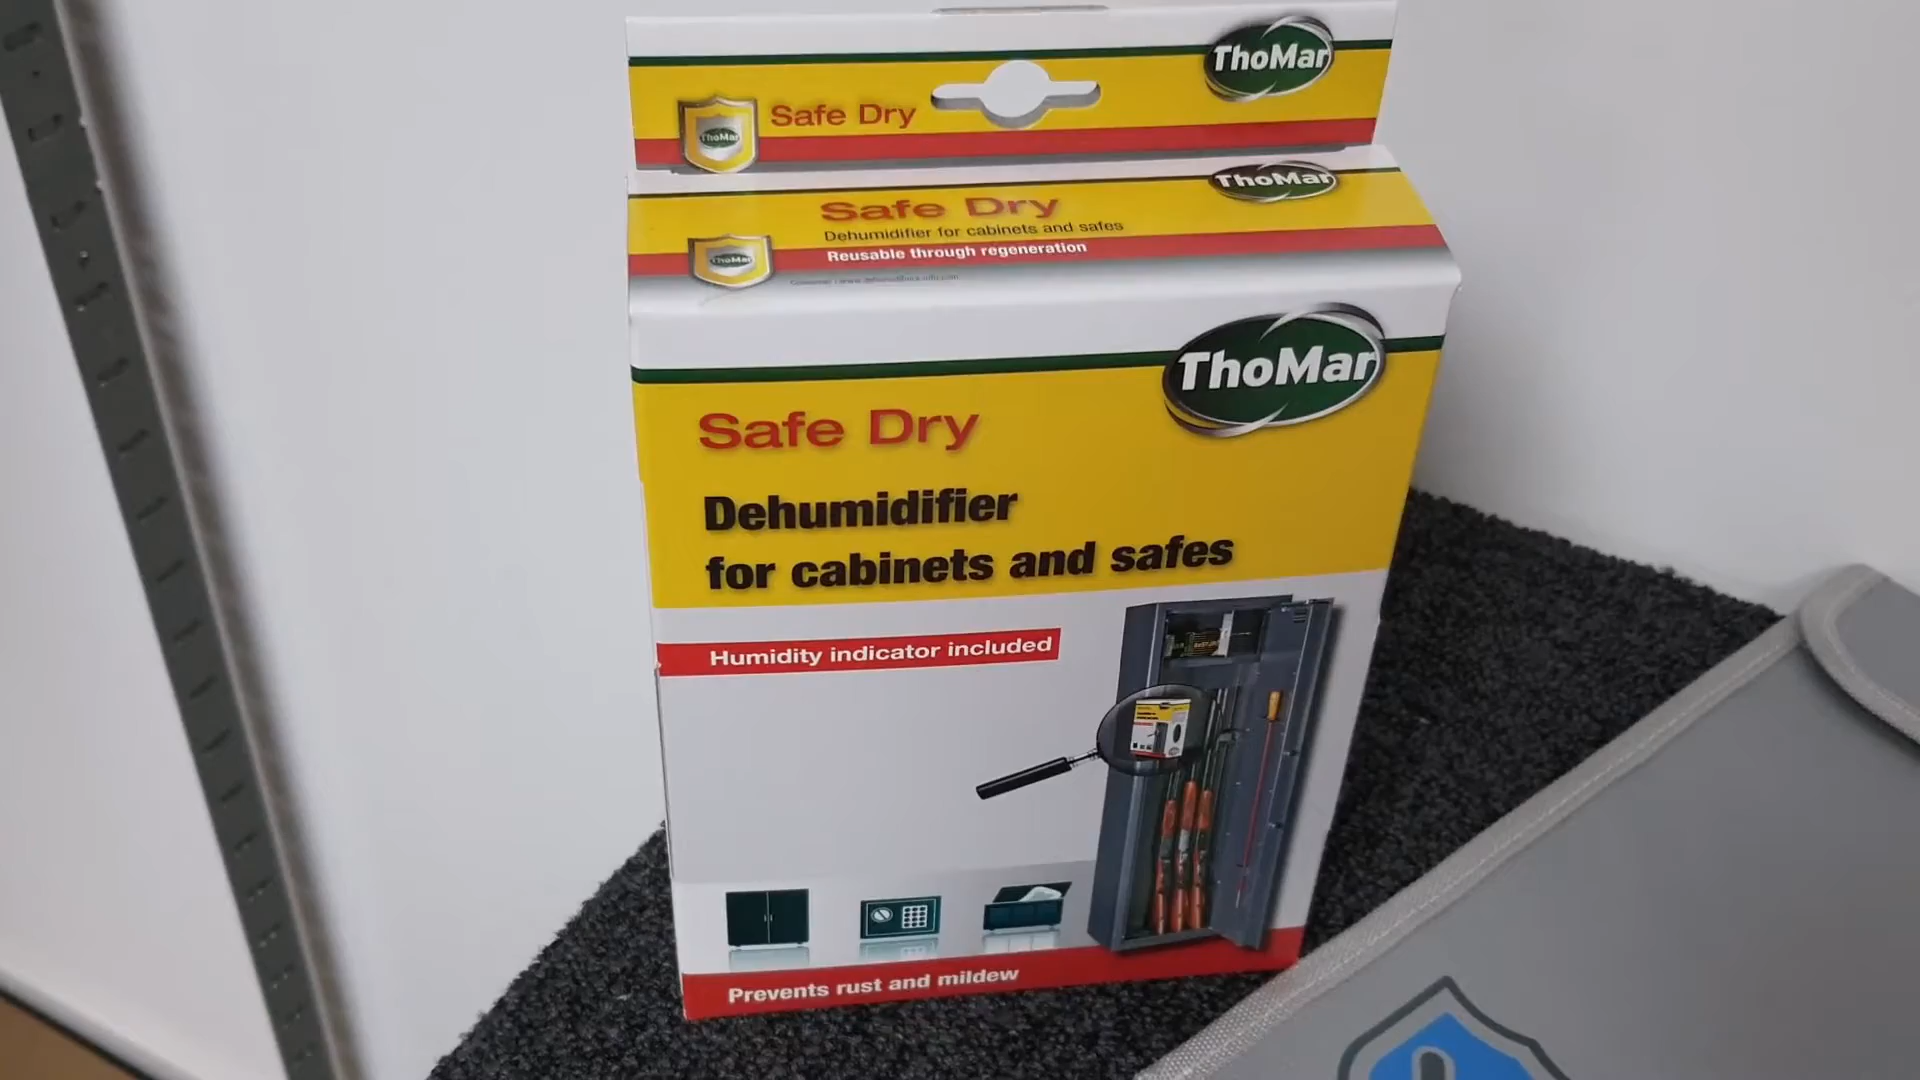 ThoMar
Safe Dry
ThoMar
ThoMar
Safe Dry
Dehumidifier for cabinets and safes
Reusable through regeneration
ThoMar
ThoMar
Safe Dry
Dehumidifier
for cabinets and safes
Humidity indicator included
Prevents rust and mildew